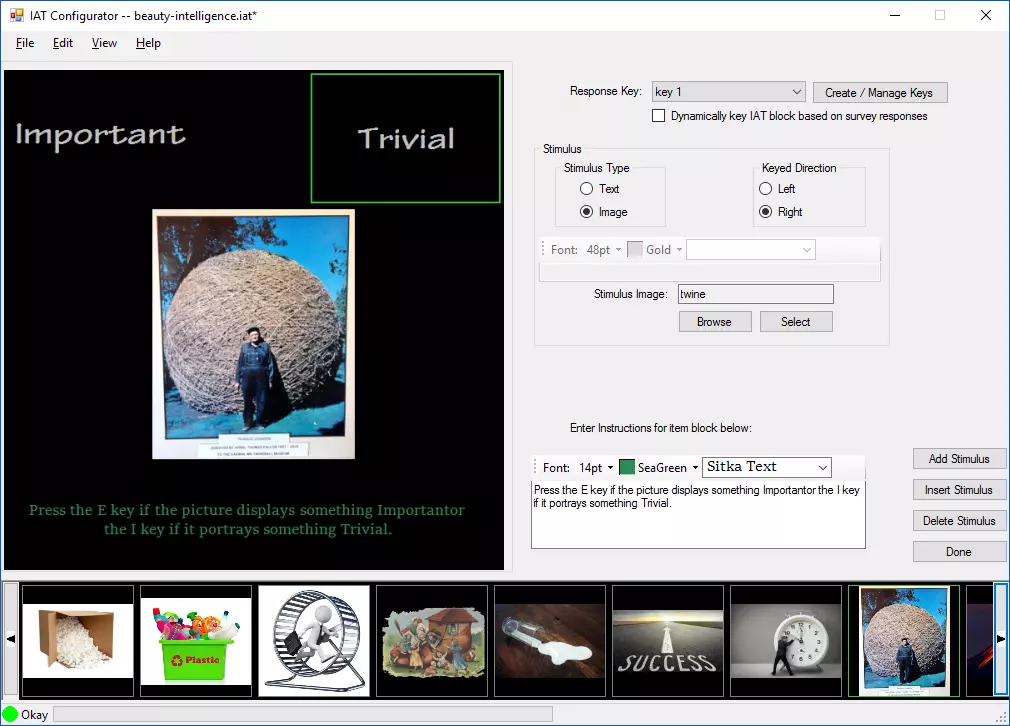 IAT Configurator -- beauty-intelligence.iat*
File Edit View Help
Important
Trivial
Press the E key if the picture displays something Importantor
the I key if it portrays something Trivial.
Response Key: key 1 Create / Manage Keys
Dynamically key IAT block based on survey responses
Stimulus
Stimulus Type
Text
Image
Keyed Direction
Left
Right
Font: 48pt Gold
Stimulus Image: twine
Browse Select
Enter Instructions for item block below:
Font: 14pt SeaGreen Sitka Text
Press the E key if the picture displays something Importantor the I key
if it portrays something Trivial.
Add Stimulus
Insert Stimulus
Delete Stimulus
Done
Plastic
SUCCESS
Okay